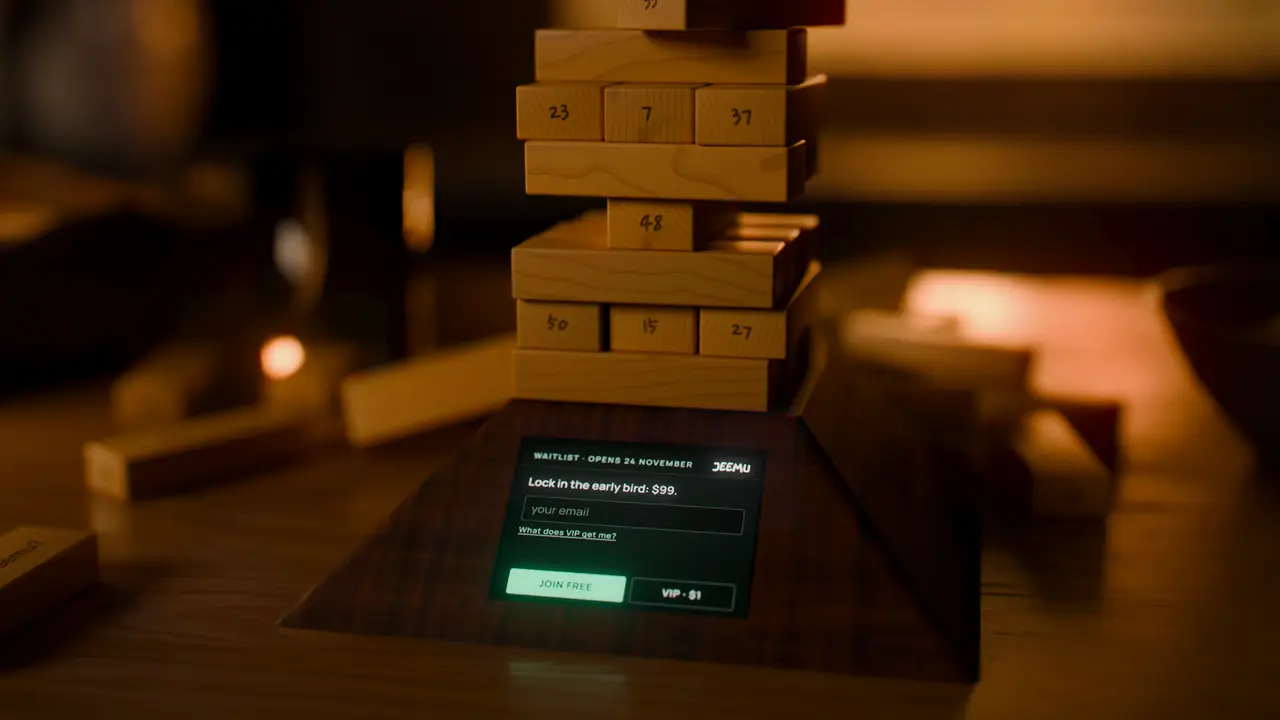 23 7 37
48
50 15 27
WAITLIST · OPENS 24 NOVEMBER JEEMU
Lock in the early bird: $99.
your email
What does VIP get me?
JOIN FREE VIP · $1